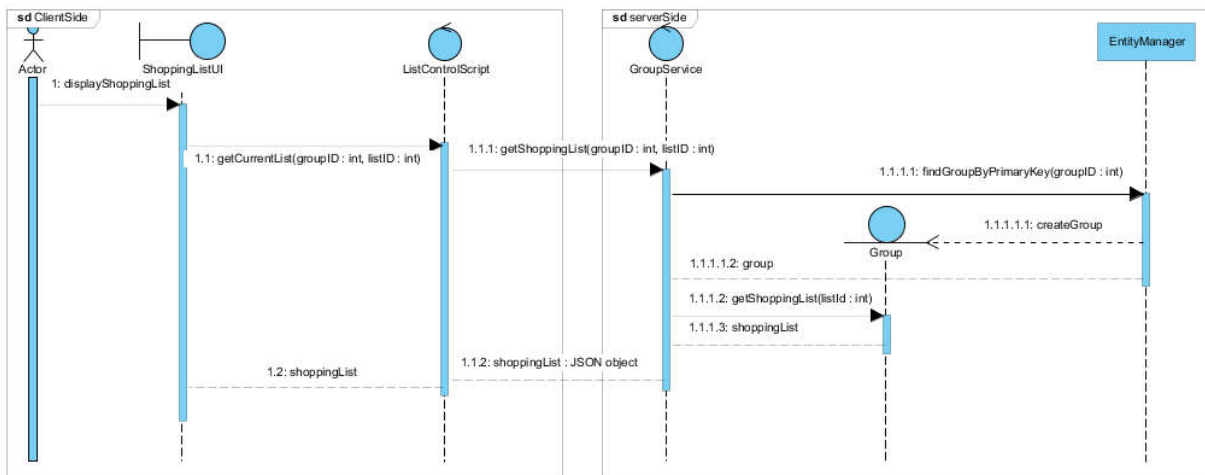 sd ClientSide
sd serverSide
Actor
ShoppingListUI
ListControlScript
GroupService
EntityManager
1: displayShoppingList
1.1: getCurrentList(groupID : int, listID : int)
1.1.1: getShoppingList(groupID : int, listID : int)
1.1.1.1: findGroupByPrimaryKey(groupID : int)
1.1.1.1.1: createGroup
Group
1.1.1.1.2: group
1.1.1.2: getShoppingList(listId : int)
1.1.1.3: shoppingList
1.1.2: shoppingList : JSON object
1.2: shoppingList